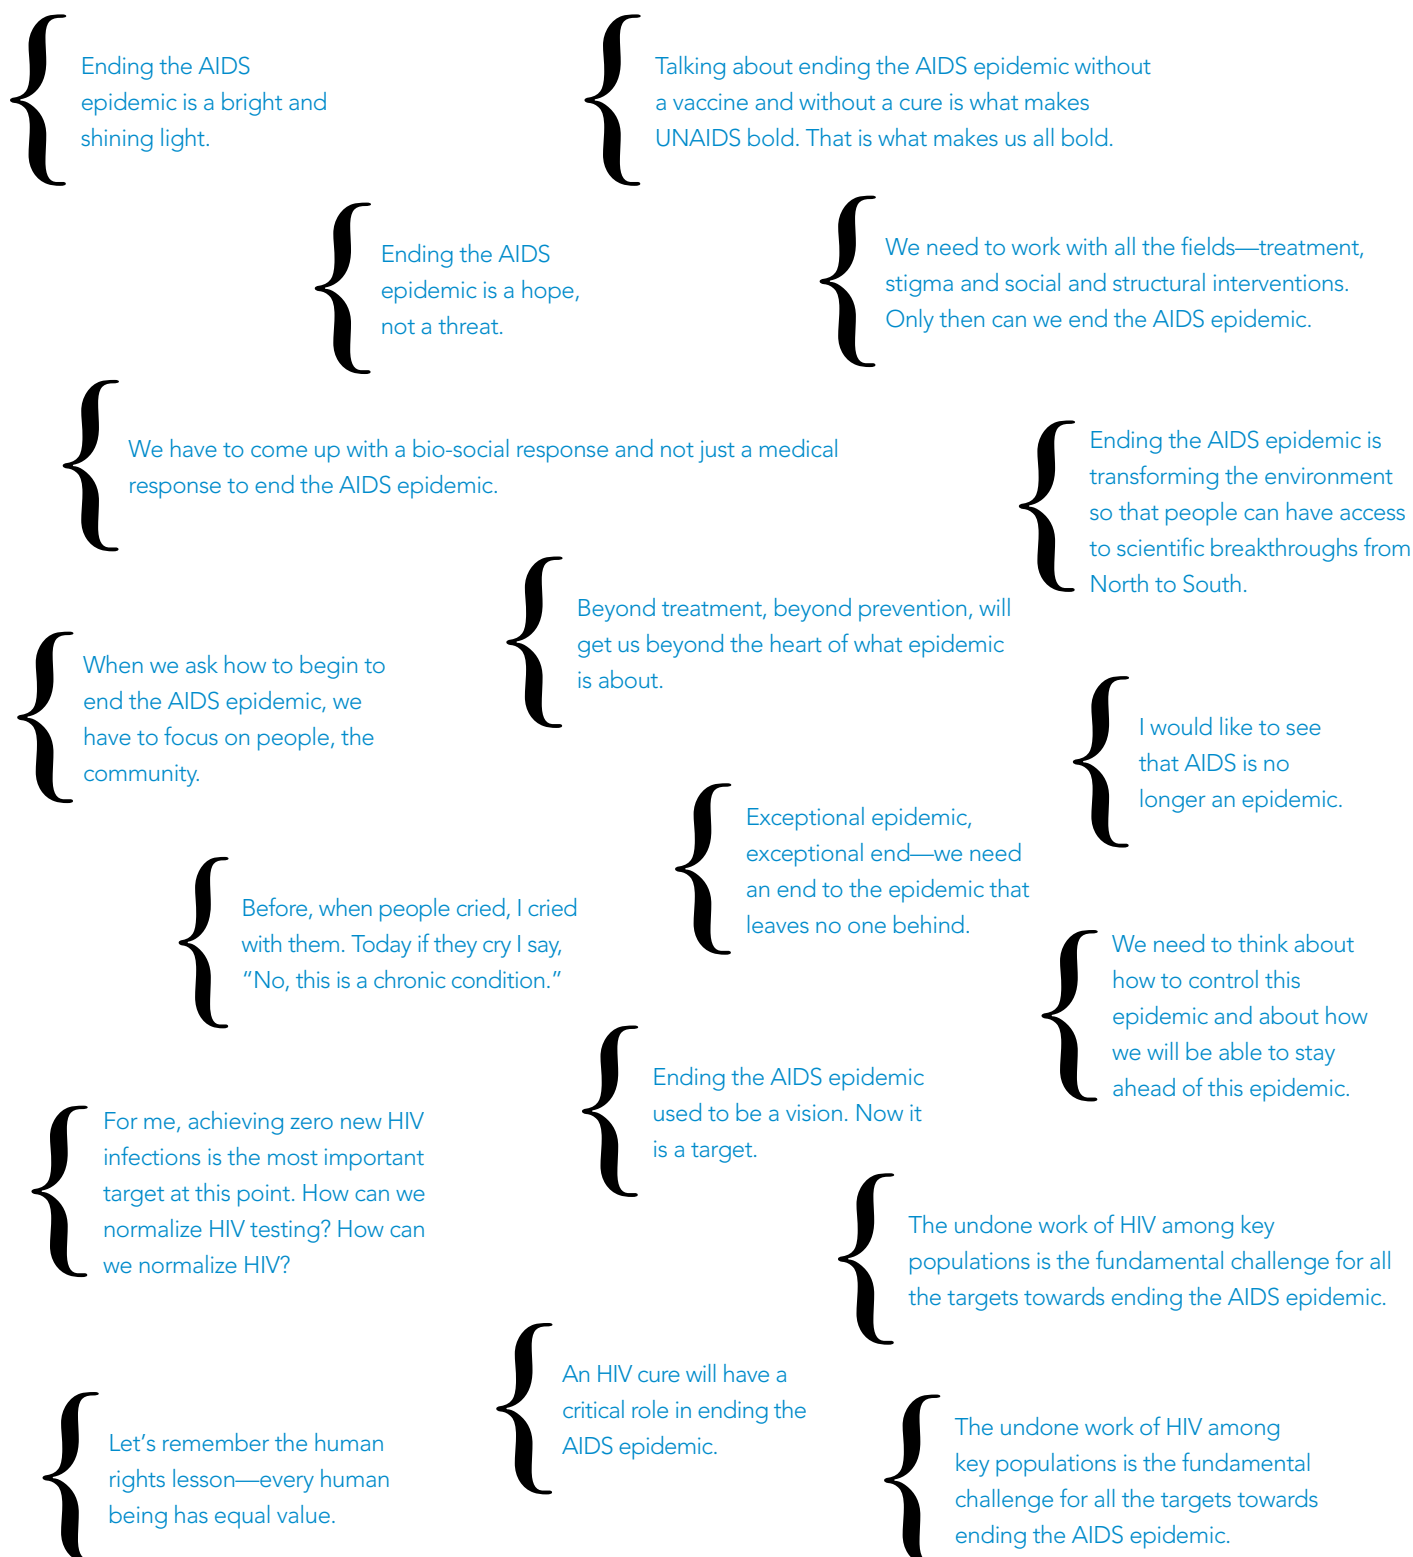 Ending the AIDS
epidemic is a bright and
shining light.
Talking about ending the AIDS epidemic without
a vaccine and without a cure is what makes
UNAIDS bold. That is what makes us all bold.
Ending the AIDS
epidemic is a hope,
not a threat.
We need to work with all the fields—treatment,
stigma and social and structural interventions.
Only then can we end the AIDS epidemic.
We have to come up with a bio-social response and not just a medical
response to end the AIDS epidemic.
Ending the AIDS epidemic is
transforming the environment
so that people can have access
to scientific breakthroughs from
North to South.
Beyond treatment, beyond prevention, will
get us beyond the heart of what epidemic
is about.
When we ask how to begin to
end the AIDS epidemic, we
have to focus on people, the
community.
I would like to see
that AIDS is no
longer an epidemic.
Exceptional epidemic,
exceptional end—we need
an end to the epidemic that
leaves no one behind.
Before, when people cried, I cried
with them. Today if they cry I say,
“No, this is a chronic condition.”
We need to think about
how to control this
epidemic and about how
we will be able to stay
ahead of this epidemic.
Ending the AIDS epidemic
used to be a vision. Now it
is a target.
For me, achieving zero new HIV
infections is the most important
target at this point. How can we
normalize HIV testing? How can
we normalize HIV?
The undone work of HIV among key
populations is the fundamental challenge for all
the targets towards ending the AIDS epidemic.
An HIV cure will have a
critical role in ending the
AIDS epidemic.
Let’s remember the human
rights lesson—every human
being has equal value.
The undone work of HIV among
key populations is the fundamental
challenge for all the targets towards
ending the AIDS epidemic.